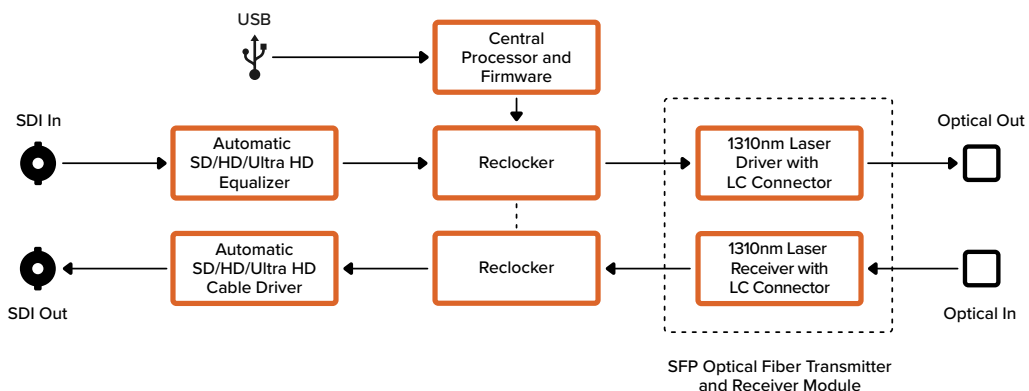 USB
Central
Processor and
Firmware
SDI In
Automatic
SD/HD/Ultra HD
Equalizer
Reclocker
1310nm Laser
Driver with
LC Connector
Optical Out
Automatic
SD/HD/Ultra HD
Cable Driver
Reclocker
1310nm Laser
Receiver with
LC Connector
SDI Out
Optical In
SFP Optical Fiber Transmitter
and Receiver Module